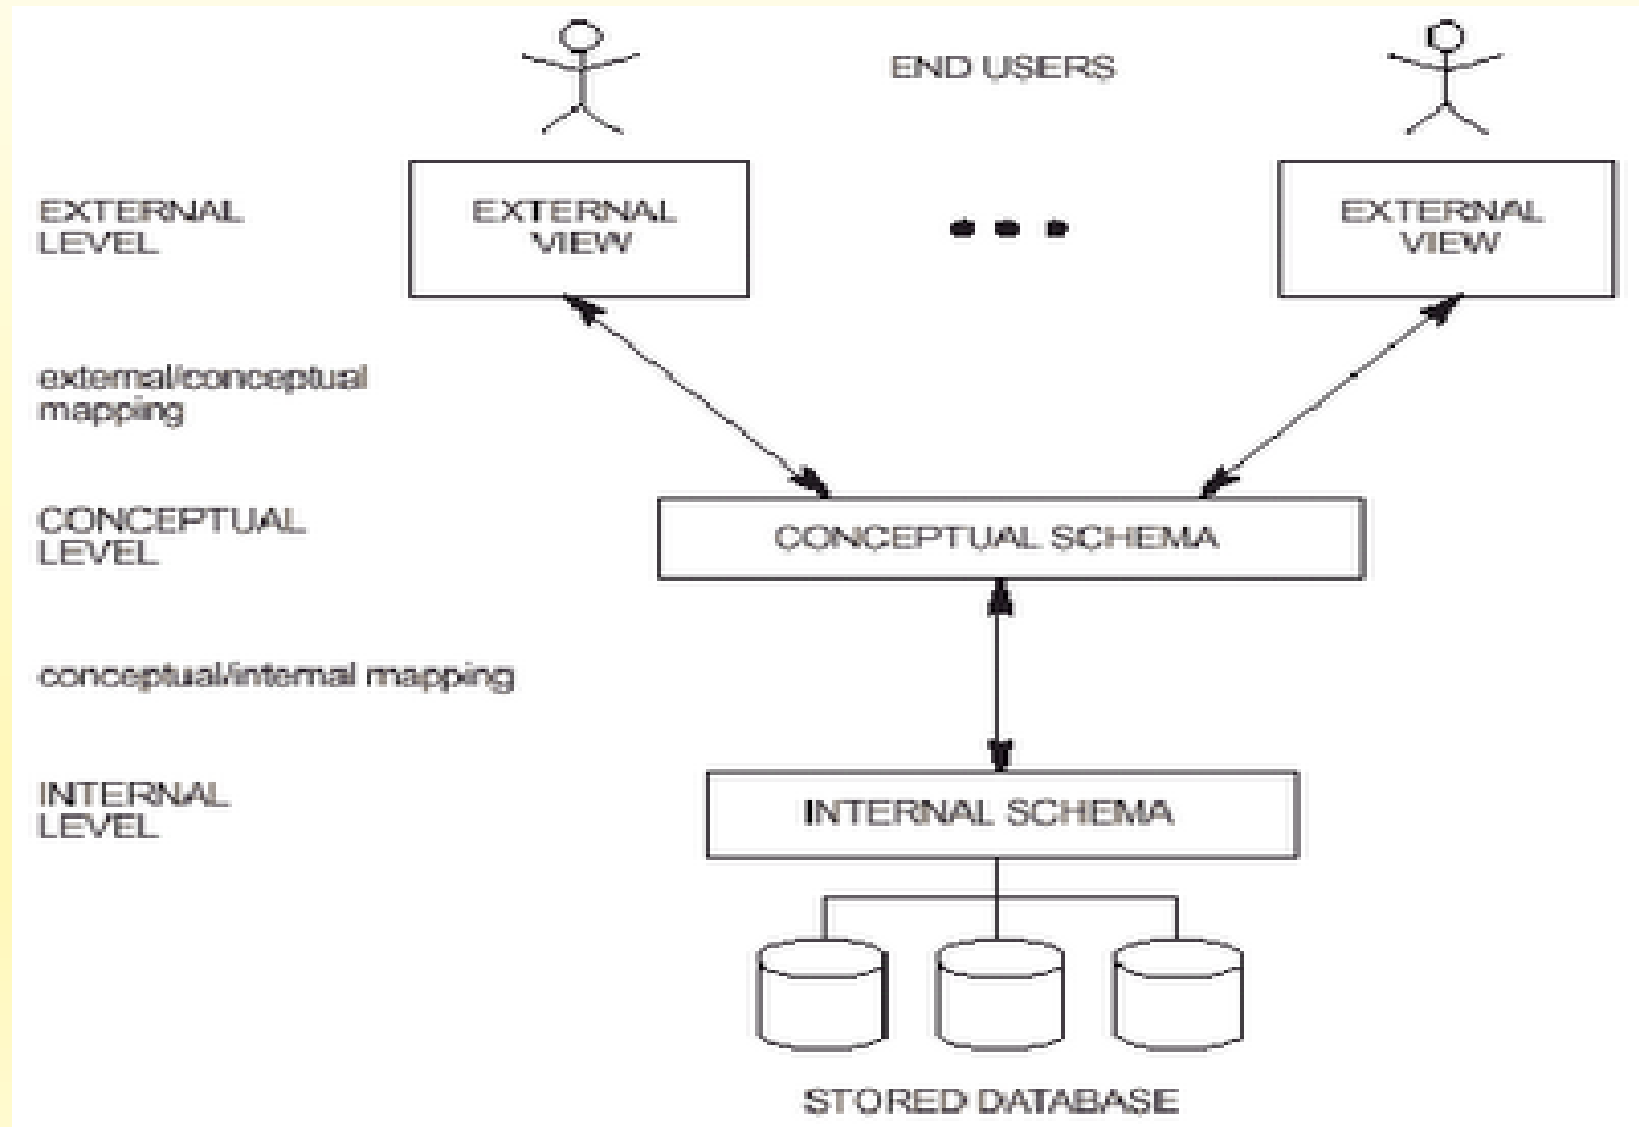 END USERS
EXTERNAL
LEVEL
EXTERNAL
VIEW
EXTERNAL
VIEW
external/conceptual
mapping
CONCEPTUAL
LEVEL
CONCEPTUAL SCHEMA
conceptual/internal mapping
INTERNAL
LEVEL
INTERNAL SCHEMA
STORED DATABASE